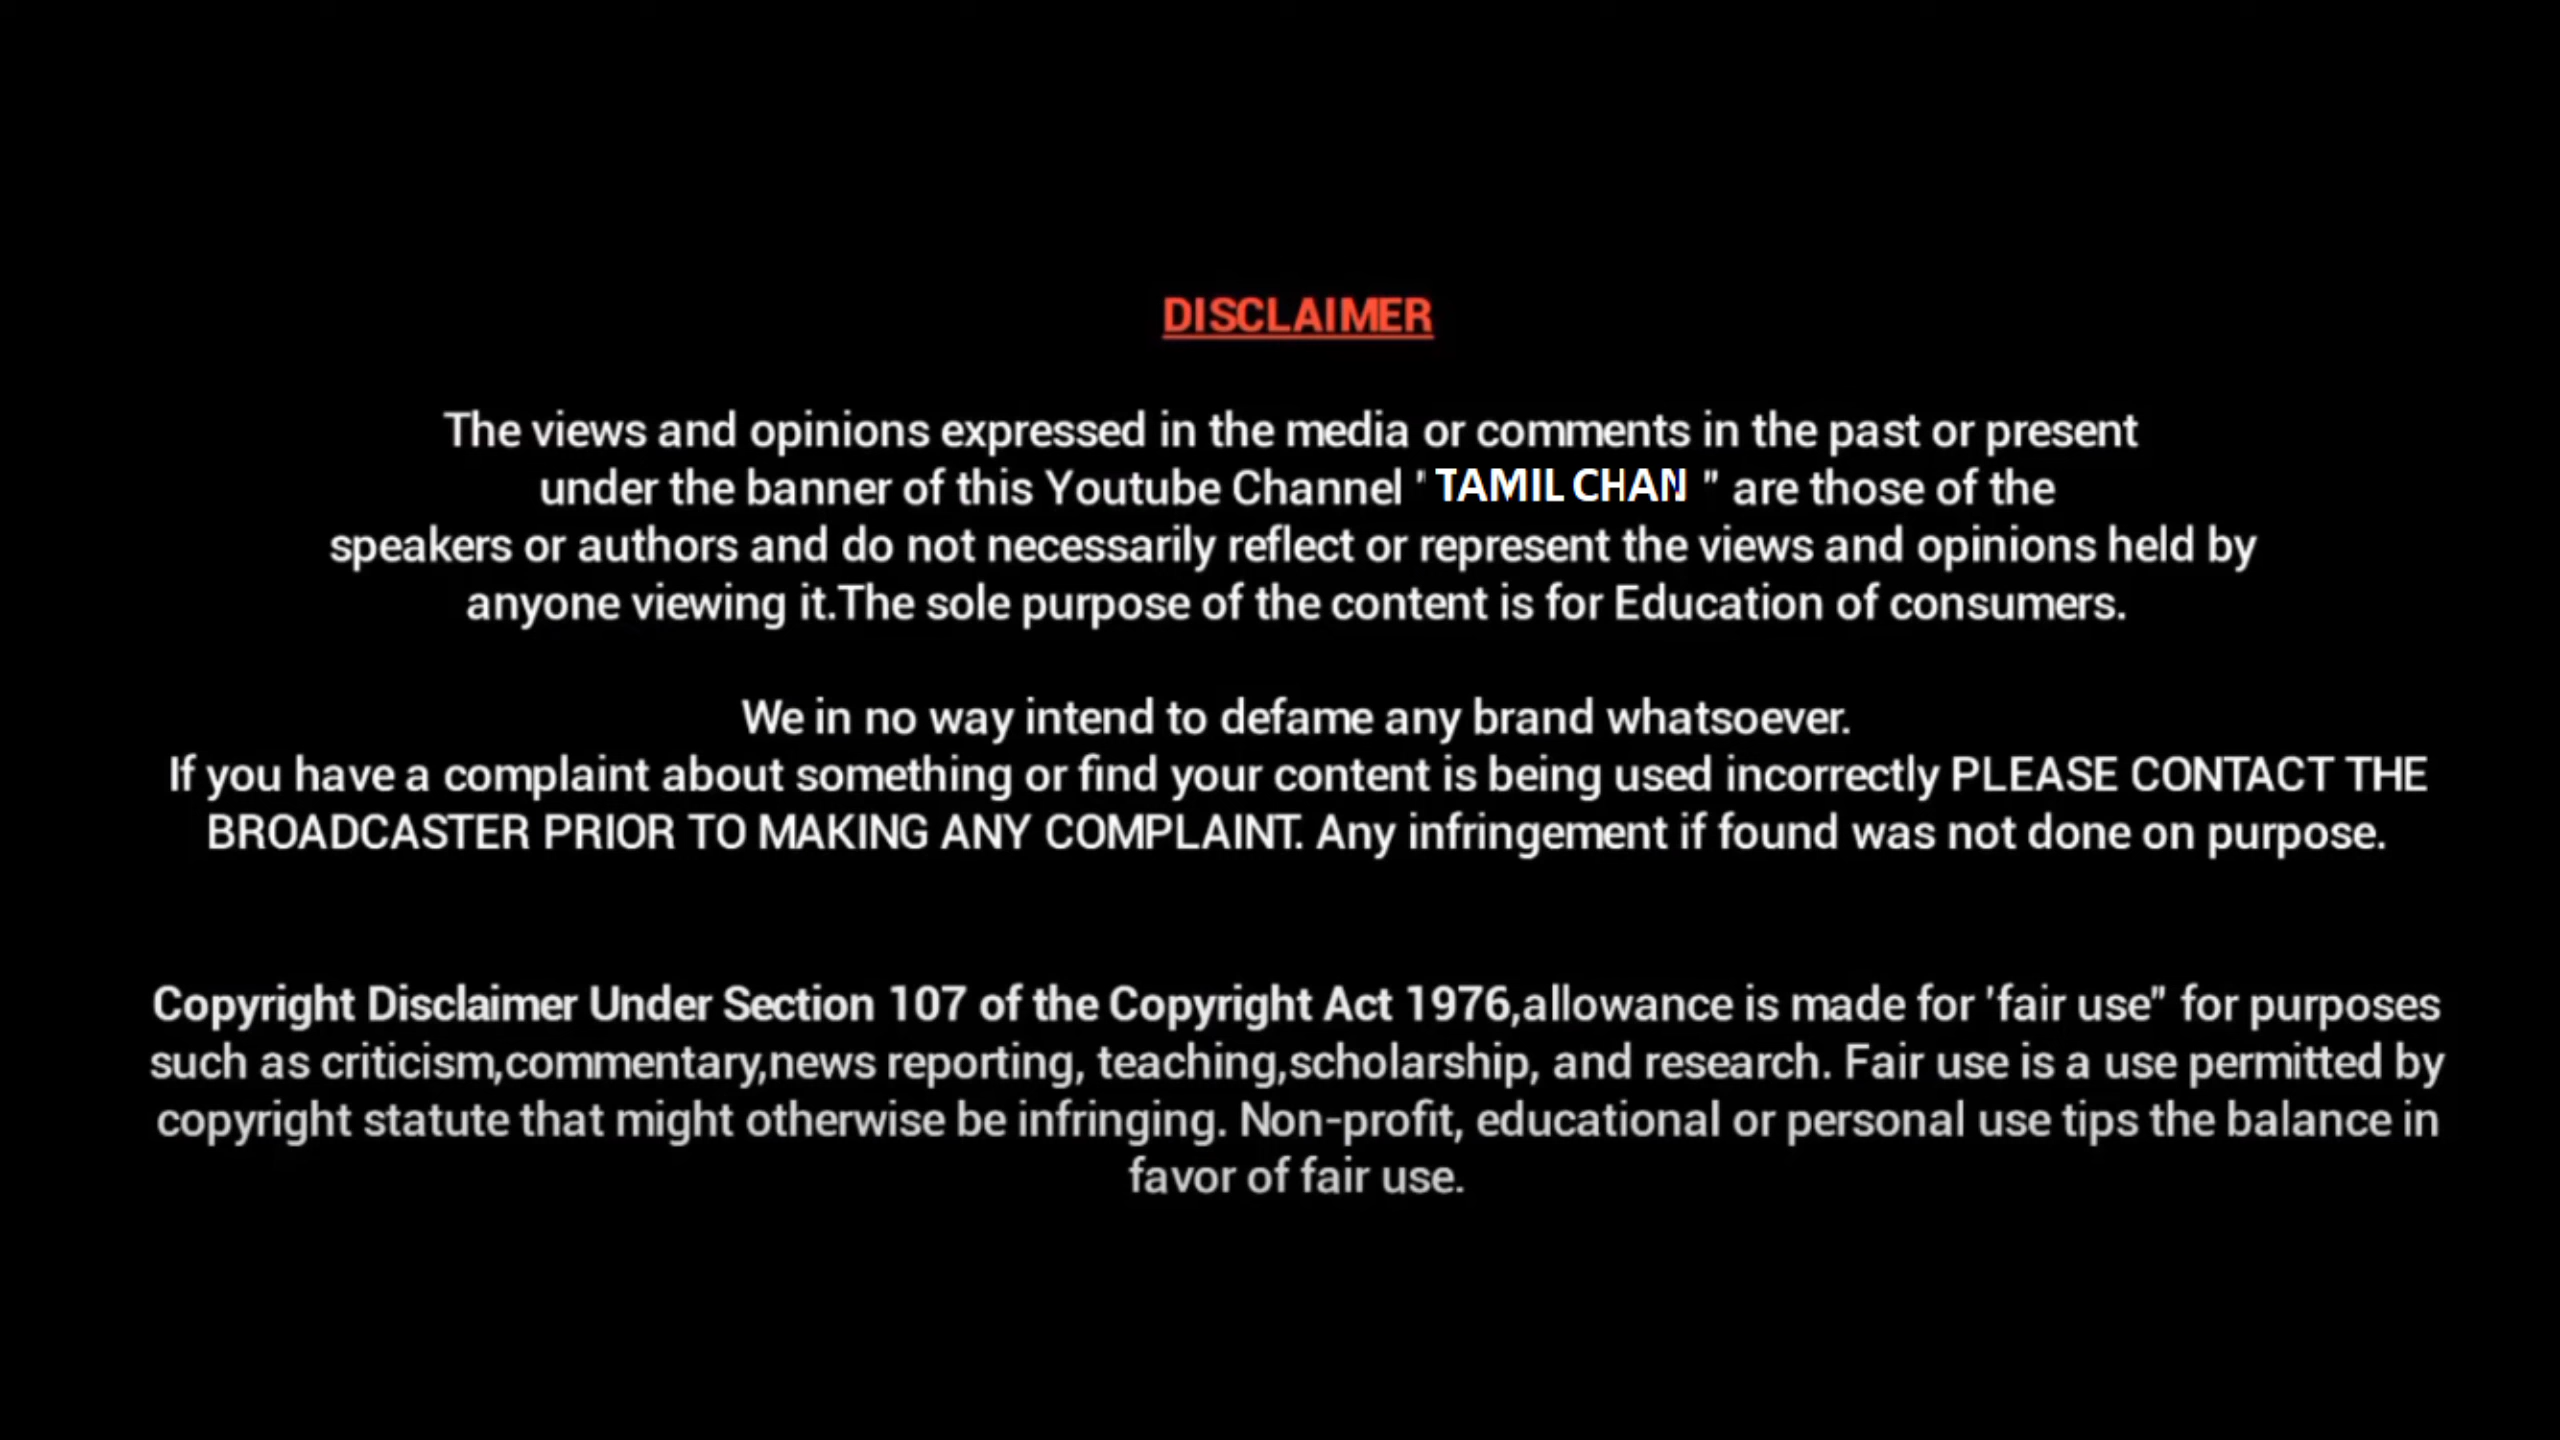 DISCLAIMER
The views and opinions expressed in the media or comments in the past or present
under the banner of this Youtube Channel ' TAMIL CHAN " are those of the
speakers or authors and do not necessarily reflect or represent the views and opinions held by
anyone viewing it.The sole purpose of the content is for Education of consumers.
We in no way intend to defame any brand whatsoever.
If you have a complaint about something or find your content is being used incorrectly PLEASE CONTACT THE
BROADCASTER PRIOR TO MAKING ANY COMPLAINT. Any infringement if found was not done on purpose.
Copyright Disclaimer Under Section 107 of the Copyright Act 1976,allowance is made for 'fair use" for purposes
such as criticism,commentary,news reporting, teaching,scholarship, and research. Fair use is a use permitted by
copyright statute that might otherwise be infringing. Non-profit, educational or personal use tips the balance in
favor of fair use.